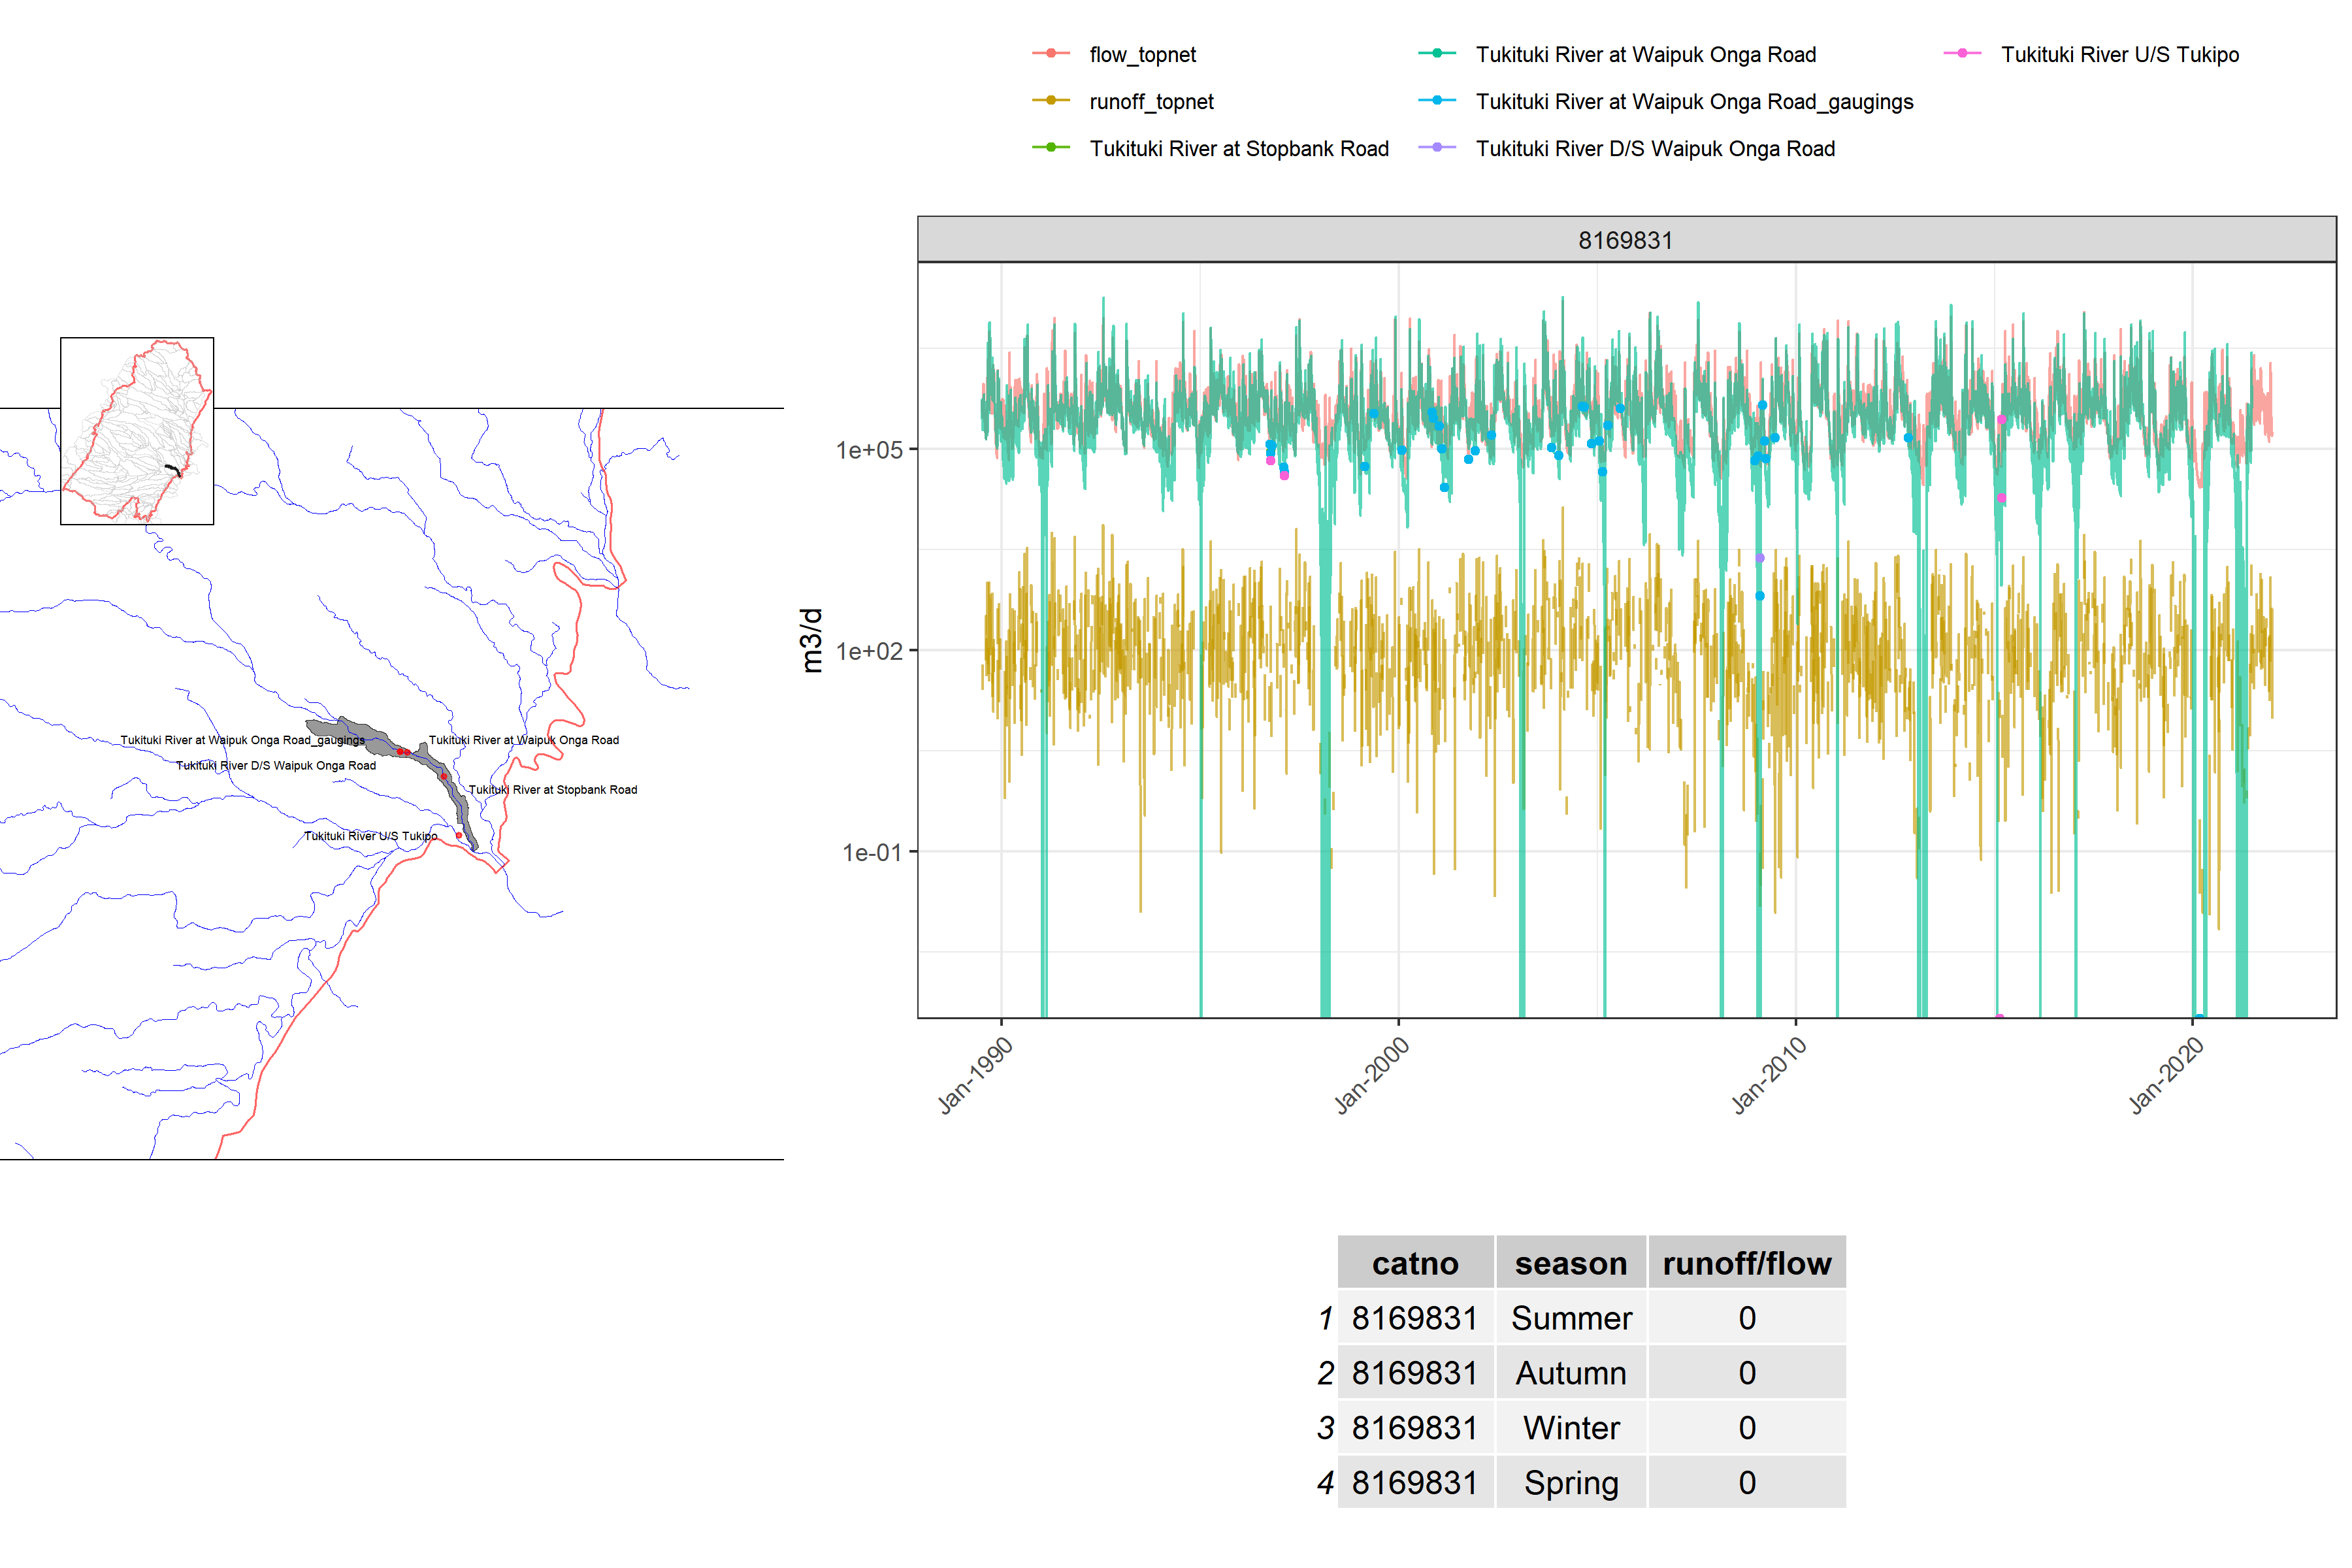 flow_topnet
runoff_topnet
Tukituki River at Stopbank Road
Tukituki River at Waipuk Onga Road
Tukituki River at Waipuk Onga Road_gaugings
Tukituki River D/S Waipuk Onga Road
Tukituki River U/S Tukipo
8169831
m3/d
1e+05
1e+02
1e-01
Jan-1990
Jan-2000
Jan-2010
Jan-2020
Tukituki River at Waipuk Onga Road_gaugings
Tukituki River at Waipuk Onga Road
Tukituki River D/S Waipuk Onga Road
Tukituki River at Stopbank Road
Tukituki River U/S Tukipo
catno season runoff/flow
1 8169831 Summer 0
2 8169831 Autumn 0
3 8169831 Winter 0
4 8169831 Spring 0